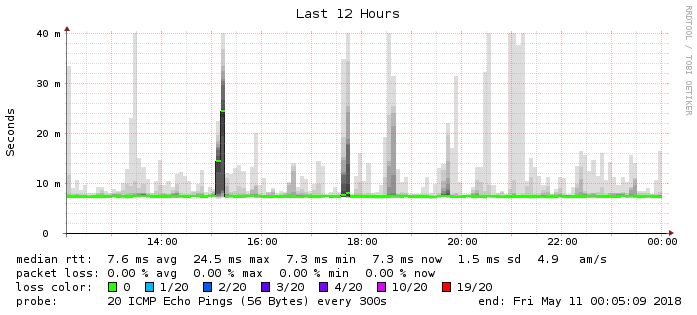 Last 12 Hours
RRDTOOL / TOBI OETIKER
Seconds
40 m
30 m
20 m
10 m
0
14:00 16:00 18:00 20:00 22:00 00:00
median rtt: 7.6 ms avg 24.5 ms max 7.3 ms min 7.3 ms now 1.5 ms sd 4.9 am/s
packet loss: 0.00 % avg 0.00 % max 0.00 % min 0.00 % now
loss color: 0 1/20 2/20 3/20 4/20 10/20 19/20
probe: 20 ICMP Echo Pings (56 Bytes) every 300s end: Fri May 11 00:05:09 2018